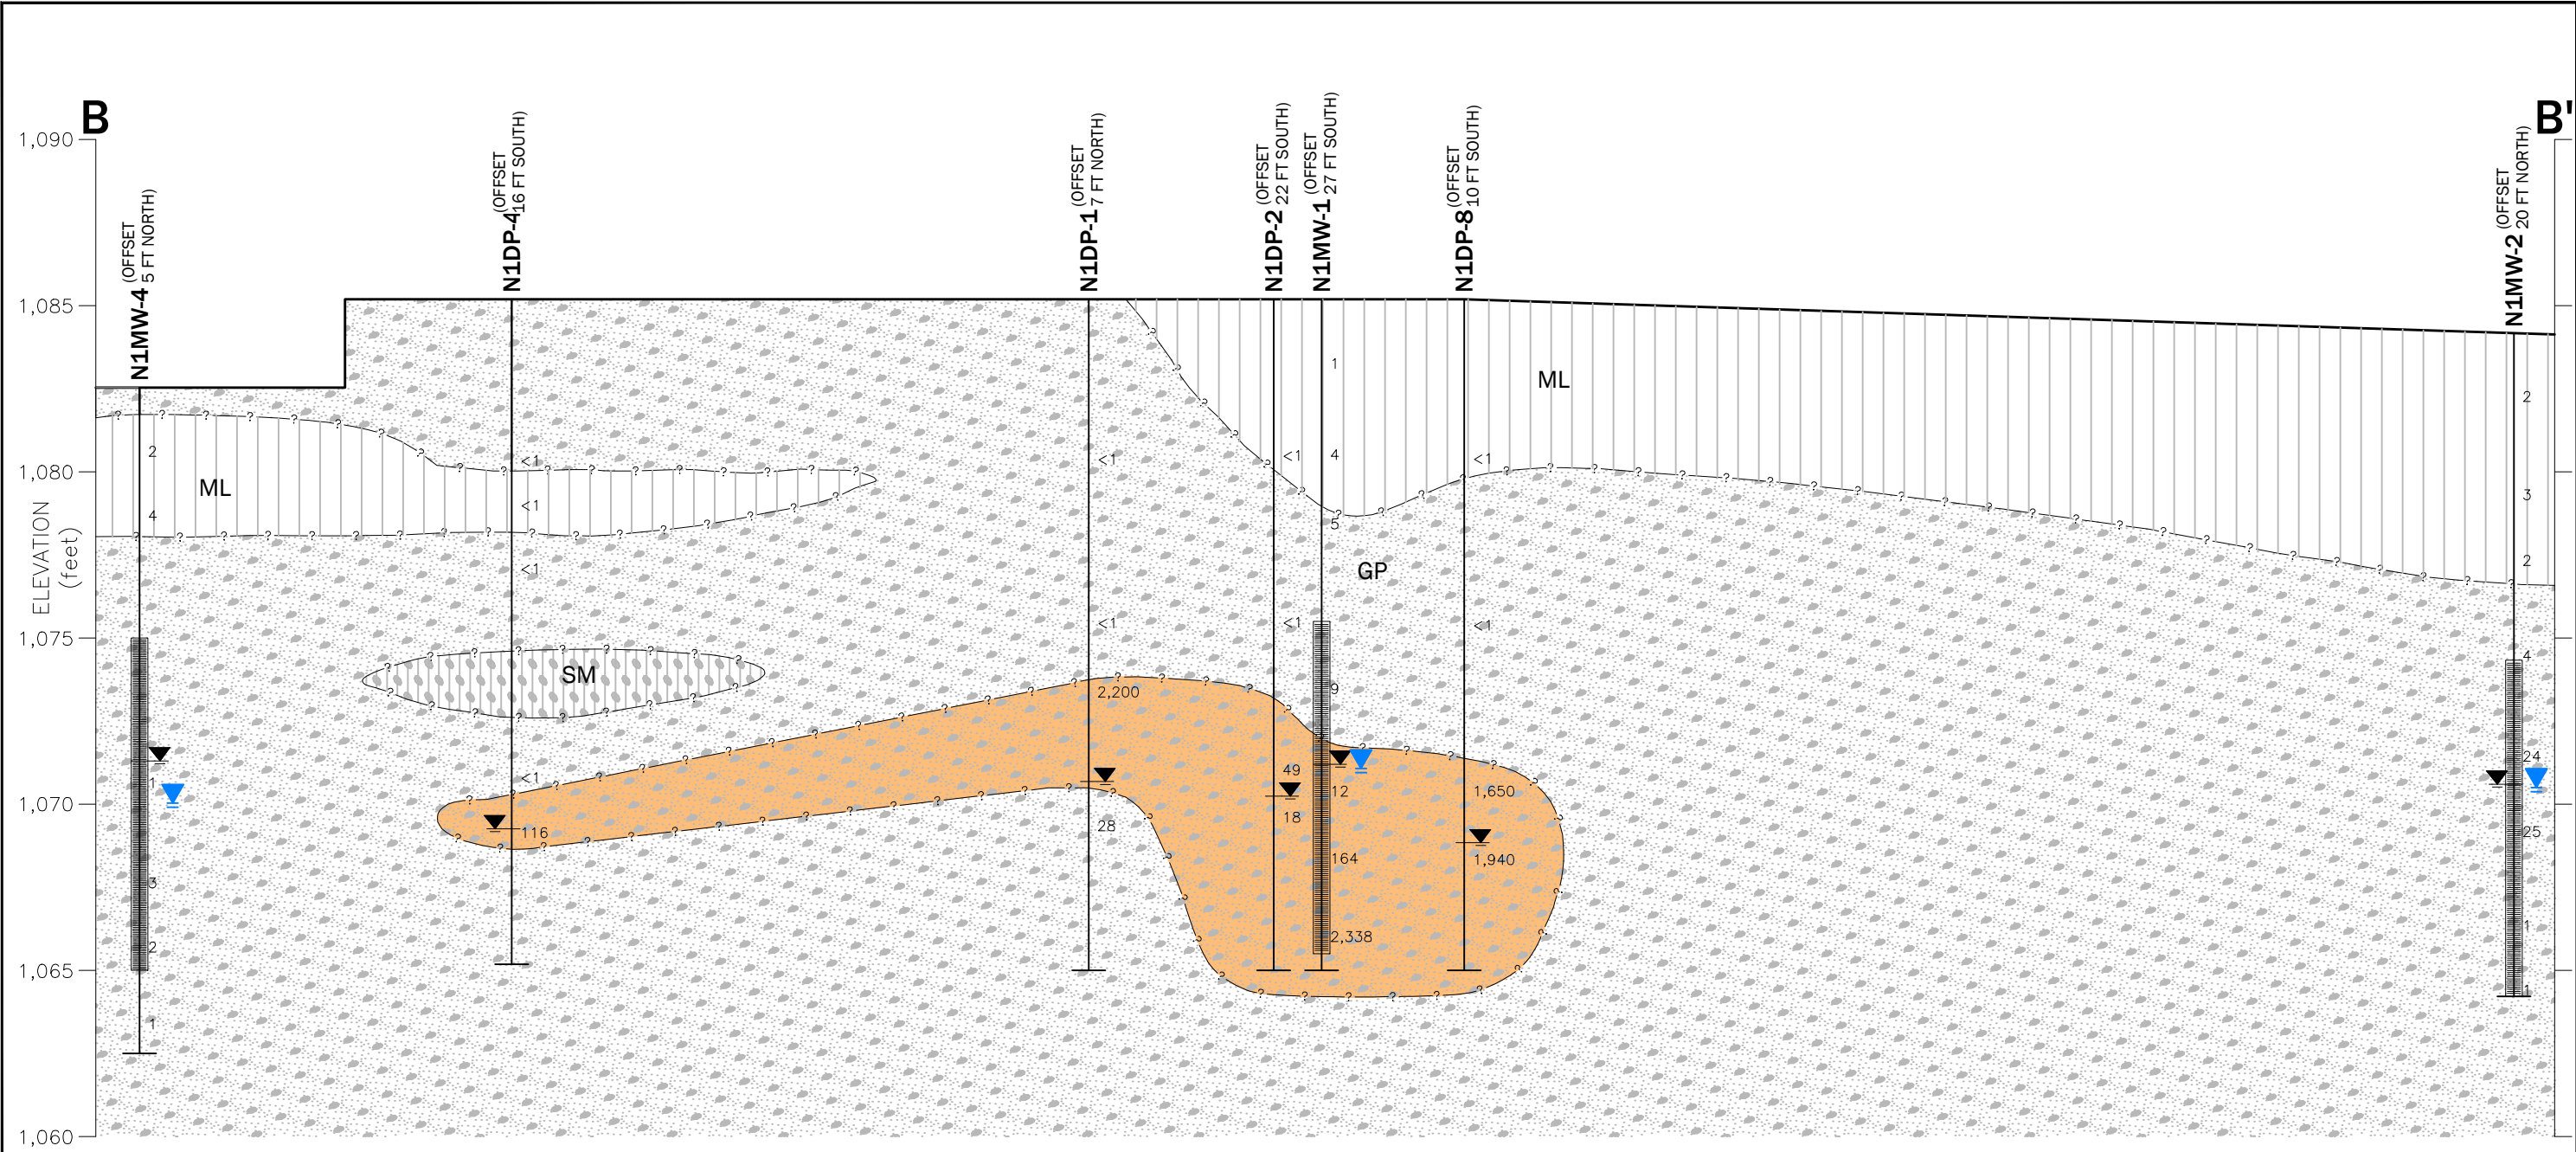 B
B'
1,090
1,085
1,080
1,075
1,070
1,065
1,060
ELEVATION
(feet)
N1MW-4
(OFFSET
5 FT NORTH)
N1DP-4
(OFFSET
16 FT SOUTH)
N1DP-1
(OFFSET
7 FT NORTH)
N1DP-2
(OFFSET
22 FT SOUTH)
N1MW-1
(OFFSET
27 FT SOUTH)
N1DP-8
(OFFSET
10 FT SOUTH)
N1MW-2
(OFFSET
20 FT NORTH)
ML
ML
GP
SM
2
4
1
3
2
1
<1
<1
<1
<1
116
<1
<1
2,200
28
<1
<1
49
18
1
4
5
9
12
164
2,338
<1
<1
1,650
1,940
2
3
2
4
24
25
1
1